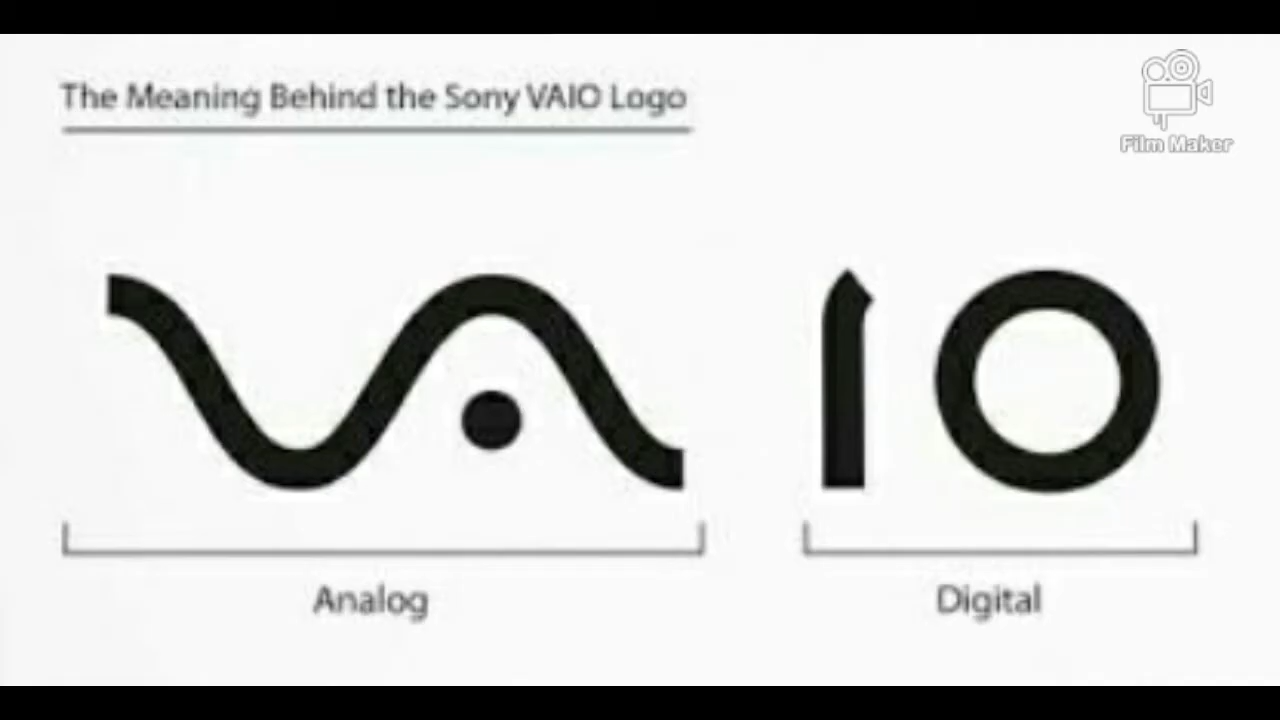 The Meaning Behind the Sony VAIO Logo
Film Maker
VAIO
Analog
Digital